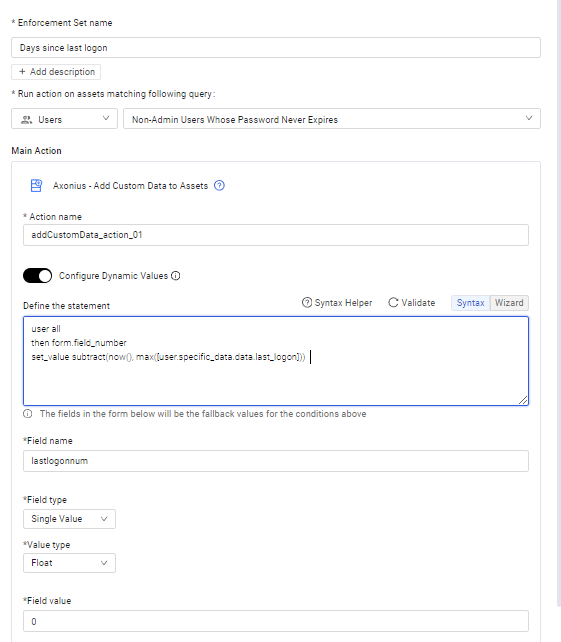 * Enforcement Set name
Days since last logon
+ Add description
* Run action on assets matching following query:
Users Non-Admin Users Whose Password Never Expires
Main Action
Axonius - Add Custom Data to Assets
* Action name
addCustomData_action_01
Configure Dynamic Values
Define the statement Syntax Helper Validate Syntax Wizard
user all
then form.field_number
set_value subtract(now(), max([user.specific_data.data.last_logon]))
The fields in the form below will be the fallback values for the conditions above
*Field name
lastlogonnum
*Field type
Single Value
*Value type
Float
*Field value
0